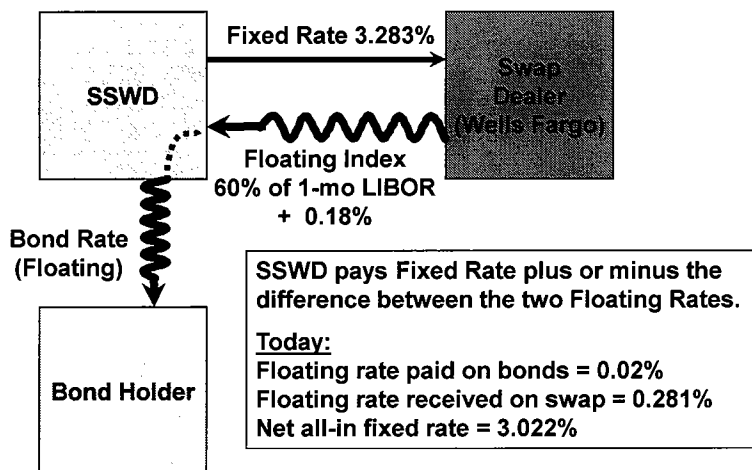 Fixed Rate 3.283%
SSWD
Swap
Dealer
(Wells Fargo)
Floating Index
60% of 1-mo LIBOR
+ 0.18%
Bond Rate
(Floating)
Bond Holder
SSWD pays Fixed Rate plus or minus the
difference between the two Floating Rates.
Today:
Floating rate paid on bonds = 0.02%
Floating rate received on swap = 0.281%
Net all-in fixed rate = 3.022%